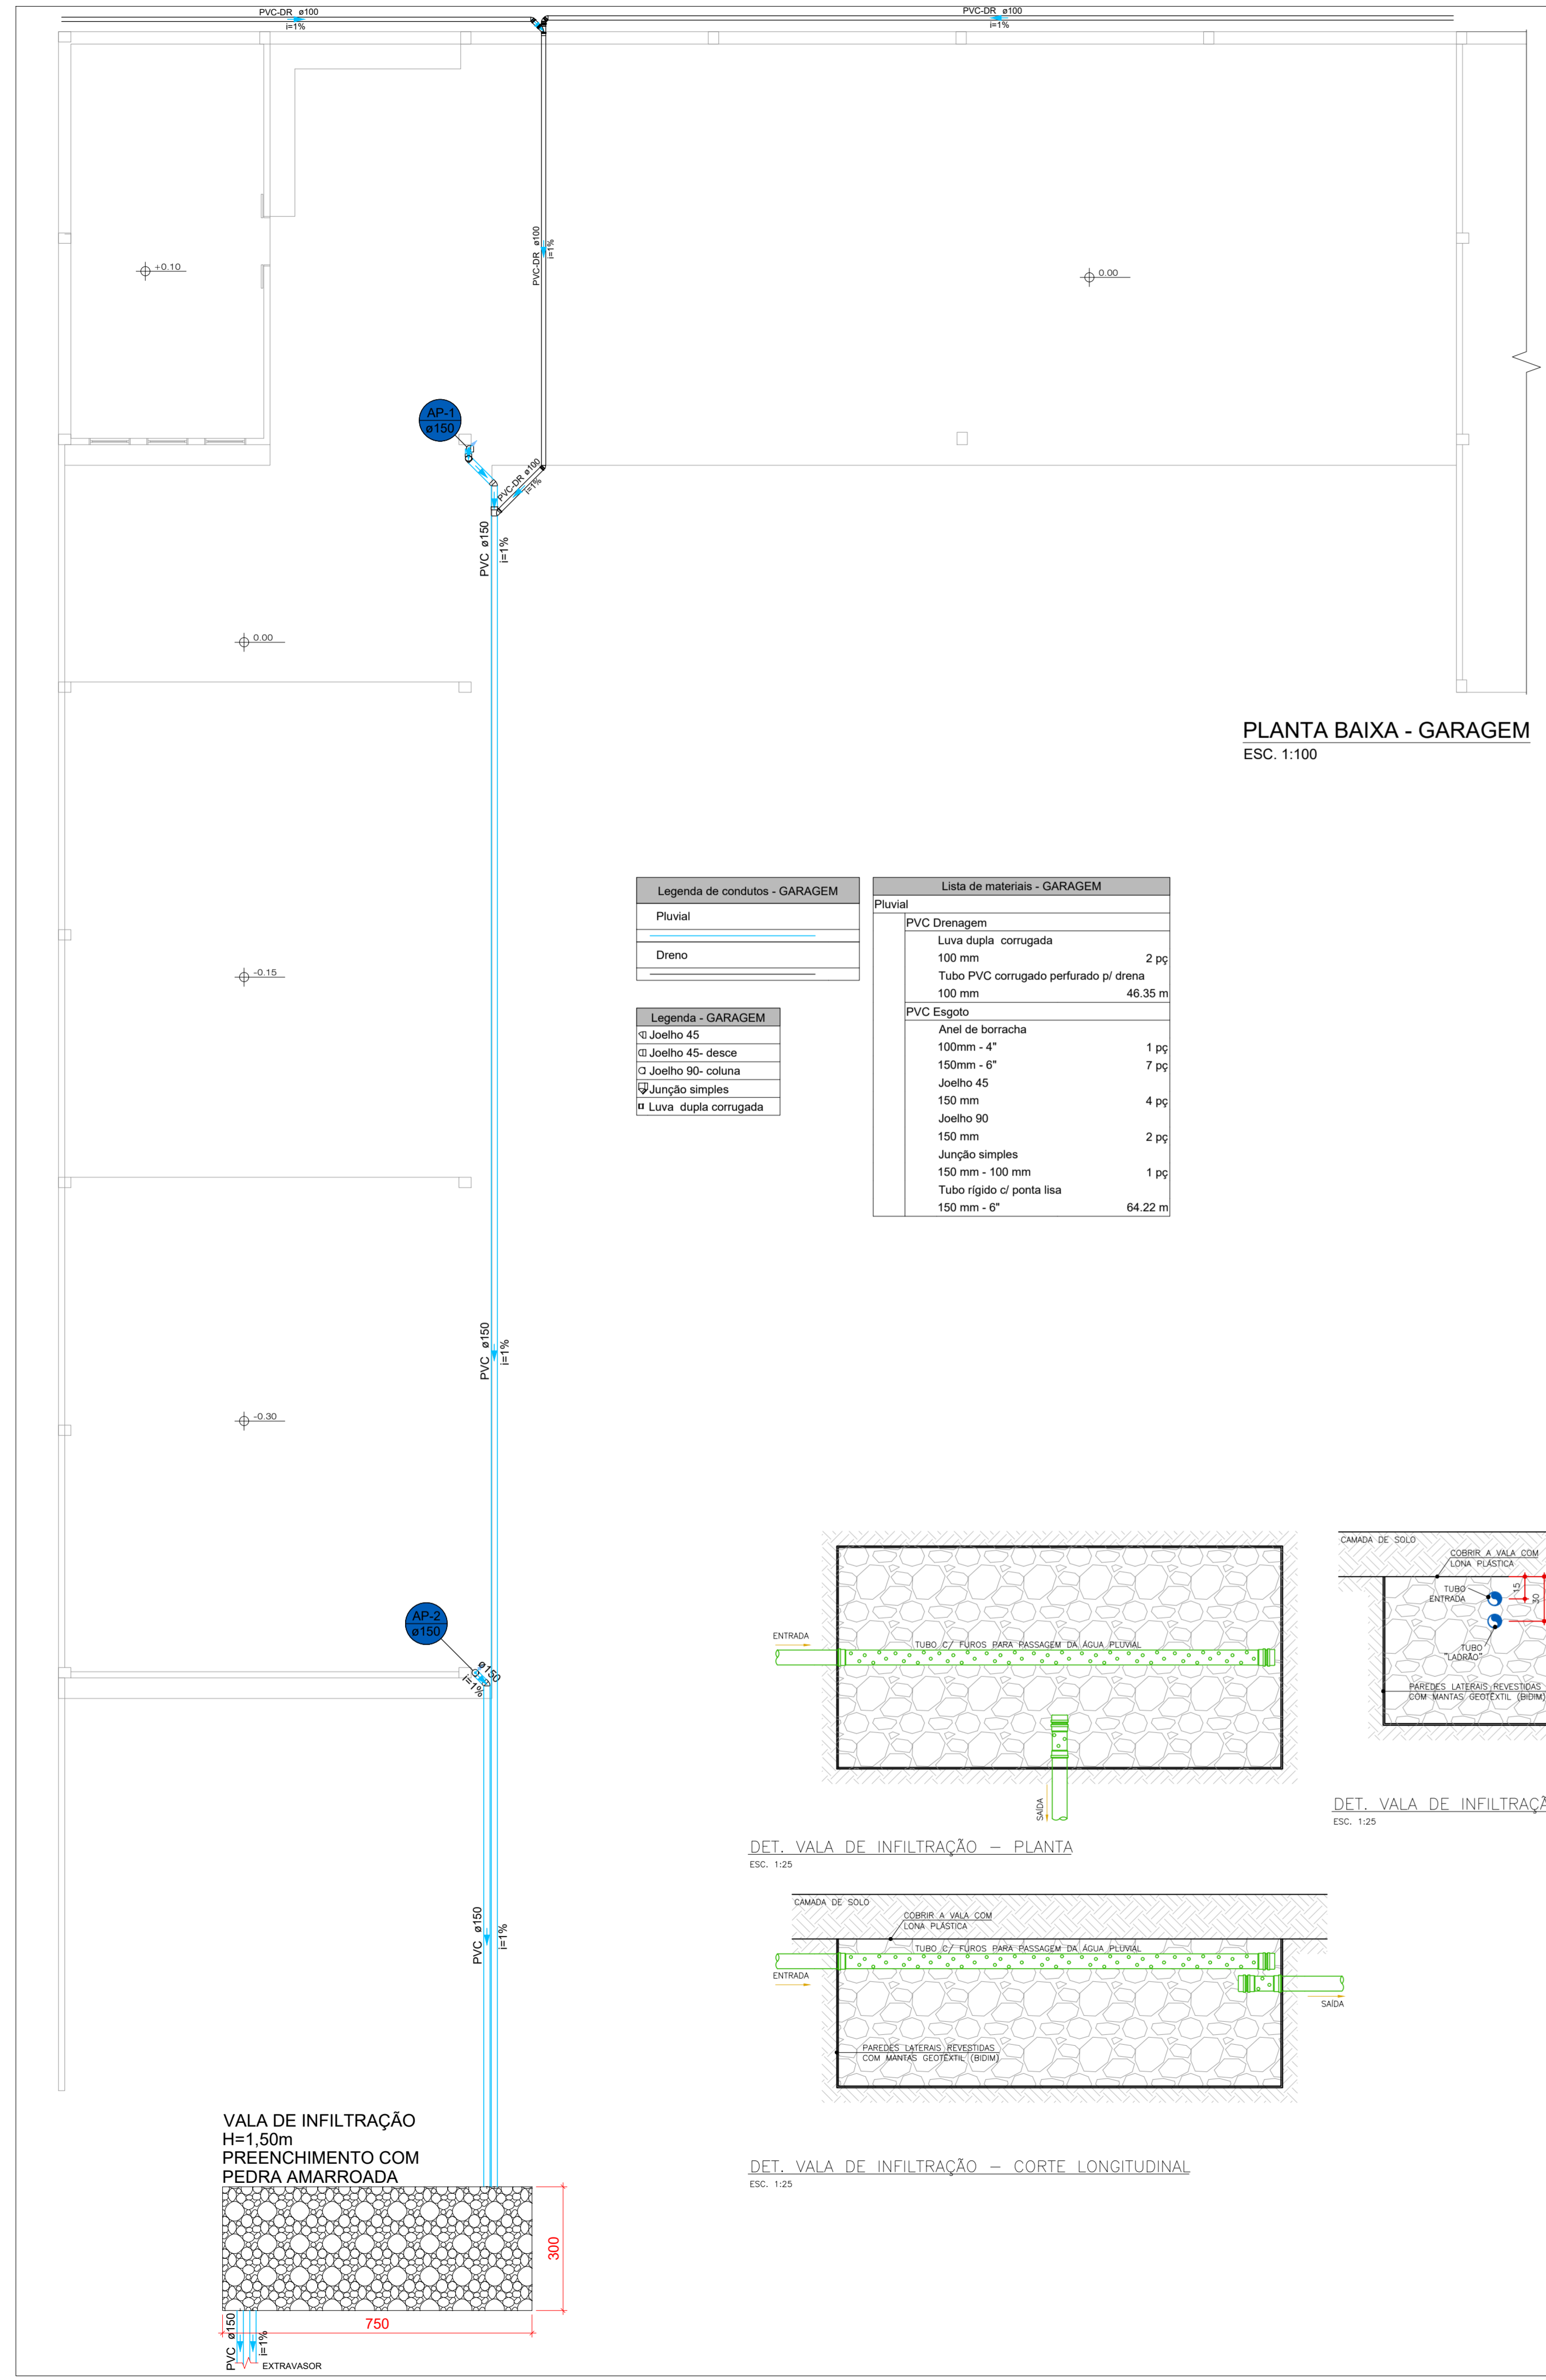 PVC-DR ø100
i=1%
PVC-DR ø100
i=1%
PVC-DR ø100
i=1%
+0.10
0.00
AP-1
ø150
PVC-DR ø100
i=1%
PVC ø150
i=1%
0.00
PLANTA BAIXA - GARAGEM
ESC. 1:100
Legenda de condutos - GARAGEM
Pluvial
Dreno
Legenda - GARAGEM
Joelho 45
Joelho 45- desce
Joelho 90- coluna
Junção simples
Luva dupla corrugada
Lista de materiais - GARAGEM
Pluvial
PVC Drenagem
Luva dupla corrugada
100 mm 2 pç
Tubo PVC corrugado perfurado p/ drena
100 mm 46.35 m
PVC Esgoto
Anel de borracha
100mm - 4" 1 pç
150mm - 6" 7 pç
Joelho 45
150 mm 4 pç
Joelho 90
150 mm 2 pç
Junção simples
150 mm - 100 mm 1 pç
Tubo rígido c/ ponta lisa
150 mm - 6" 64.22 m
-0.15
PVC ø150
i=1%
-0.30
AP-2
ø150
ø150
i=1%
PVC ø150
i=1%
ENTRADA
TUBO C/ FUROS PARA PASSAGEM DA ÁGUA PLUVIAL
SAÍDA
DET. VALA DE INFILTRAÇÃO – PLANTA
ESC. 1:25
CAMADA DE SOLO
COBRIR A VALA COM
LONA PLÁSTICA
TUBO
ENTRADA
15
30
TUBO
"LADRÃO"
PAREDES LATERAIS REVESTIDAS
COM MANTAS GEOTÊXTIL (BIDIM)
DET. VALA DE INFILTRAÇÃ
ESC. 1:25
CAMADA DE SOLO
COBRIR A VALA COM
LONA PLÁSTICA
TUBO C/ FUROS PARA PASSAGEM DA ÁGUA PLUVIAL
ENTRADA
SAÍDA
PAREDES LATERAIS REVESTIDAS
COM MANTAS GEOTÊXTIL (BIDIM)
DET. VALA DE INFILTRAÇÃO – CORTE LONGITUDINAL
ESC. 1:25
VALA DE INFILTRAÇÃO
H=1,50m
PREENCHIMENTO COM
PEDRA AMARROADA
300
750
PVC ø150
i=1%
EXTRAVASOR